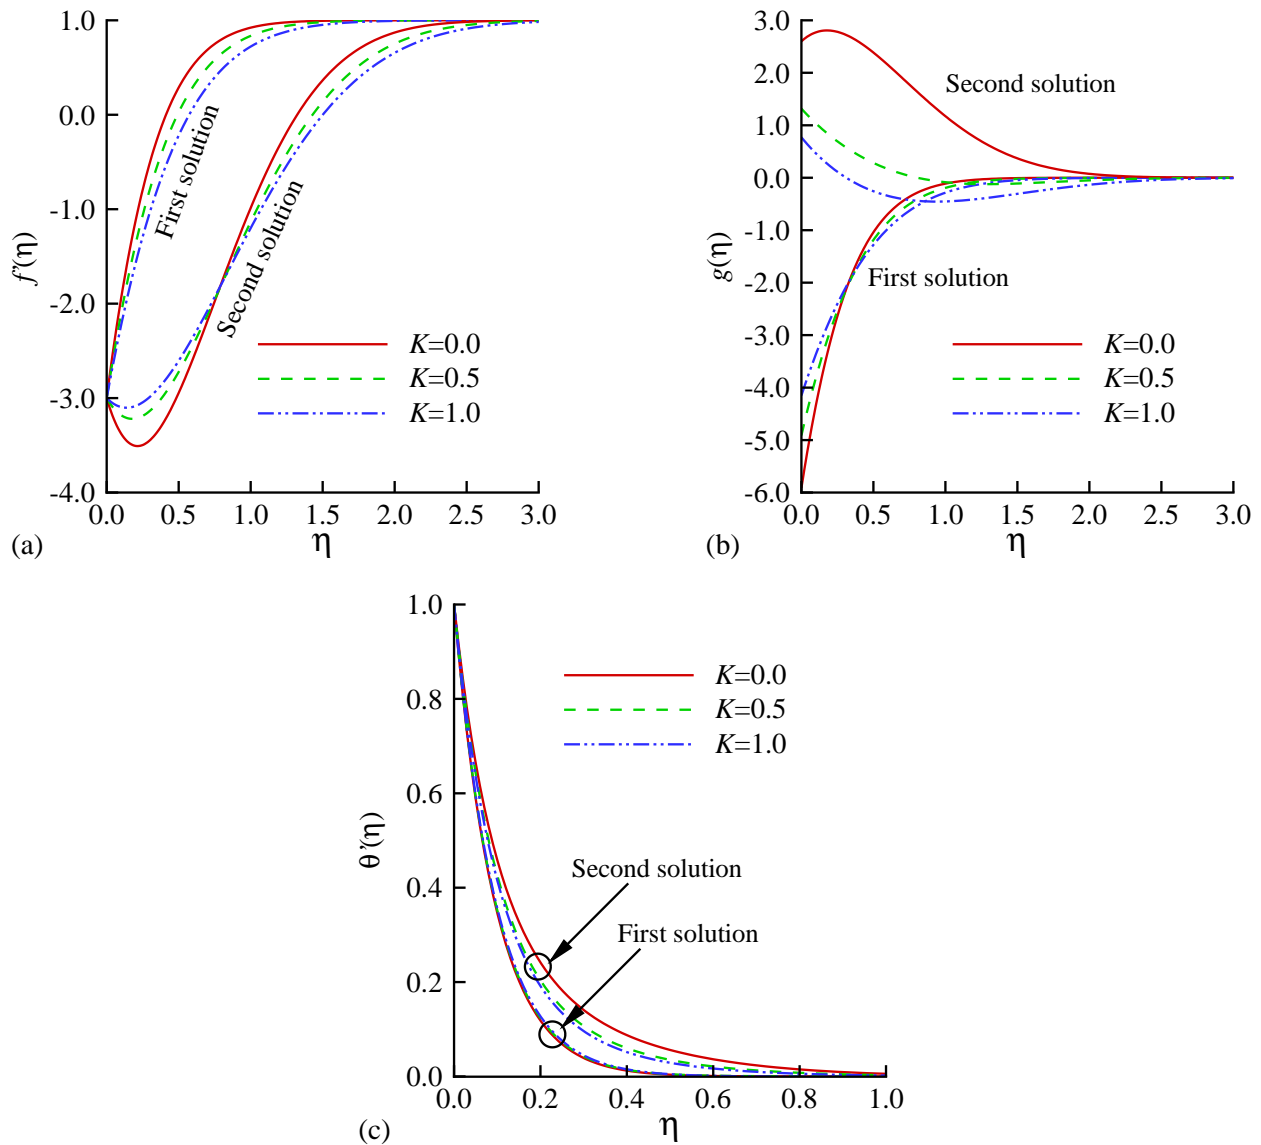 1.0
0.0
-1.0
-2.0
-3.0
-4.0
f'(η)
First solution
Second solution
K=0.0
K=0.5
K=1.0
0.0 0.5 1.0 1.5 2.0 2.5 3.0
η
(a)
3.0
2.0
1.0
0.0
-1.0
-2.0
-3.0
-4.0
-5.0
-6.0
g(η)
Second solution
First solution
K=0.0
K=0.5
K=1.0
0.0 0.5 1.0 1.5 2.0 2.5 3.0
η
(b)
1.0
0.8
0.6
0.4
0.2
0.0
θ'(η)
K=0.0
K=0.5
K=1.0
Second solution
First solution
0.0 0.2 0.4 0.6 0.8 1.0
η
(c)